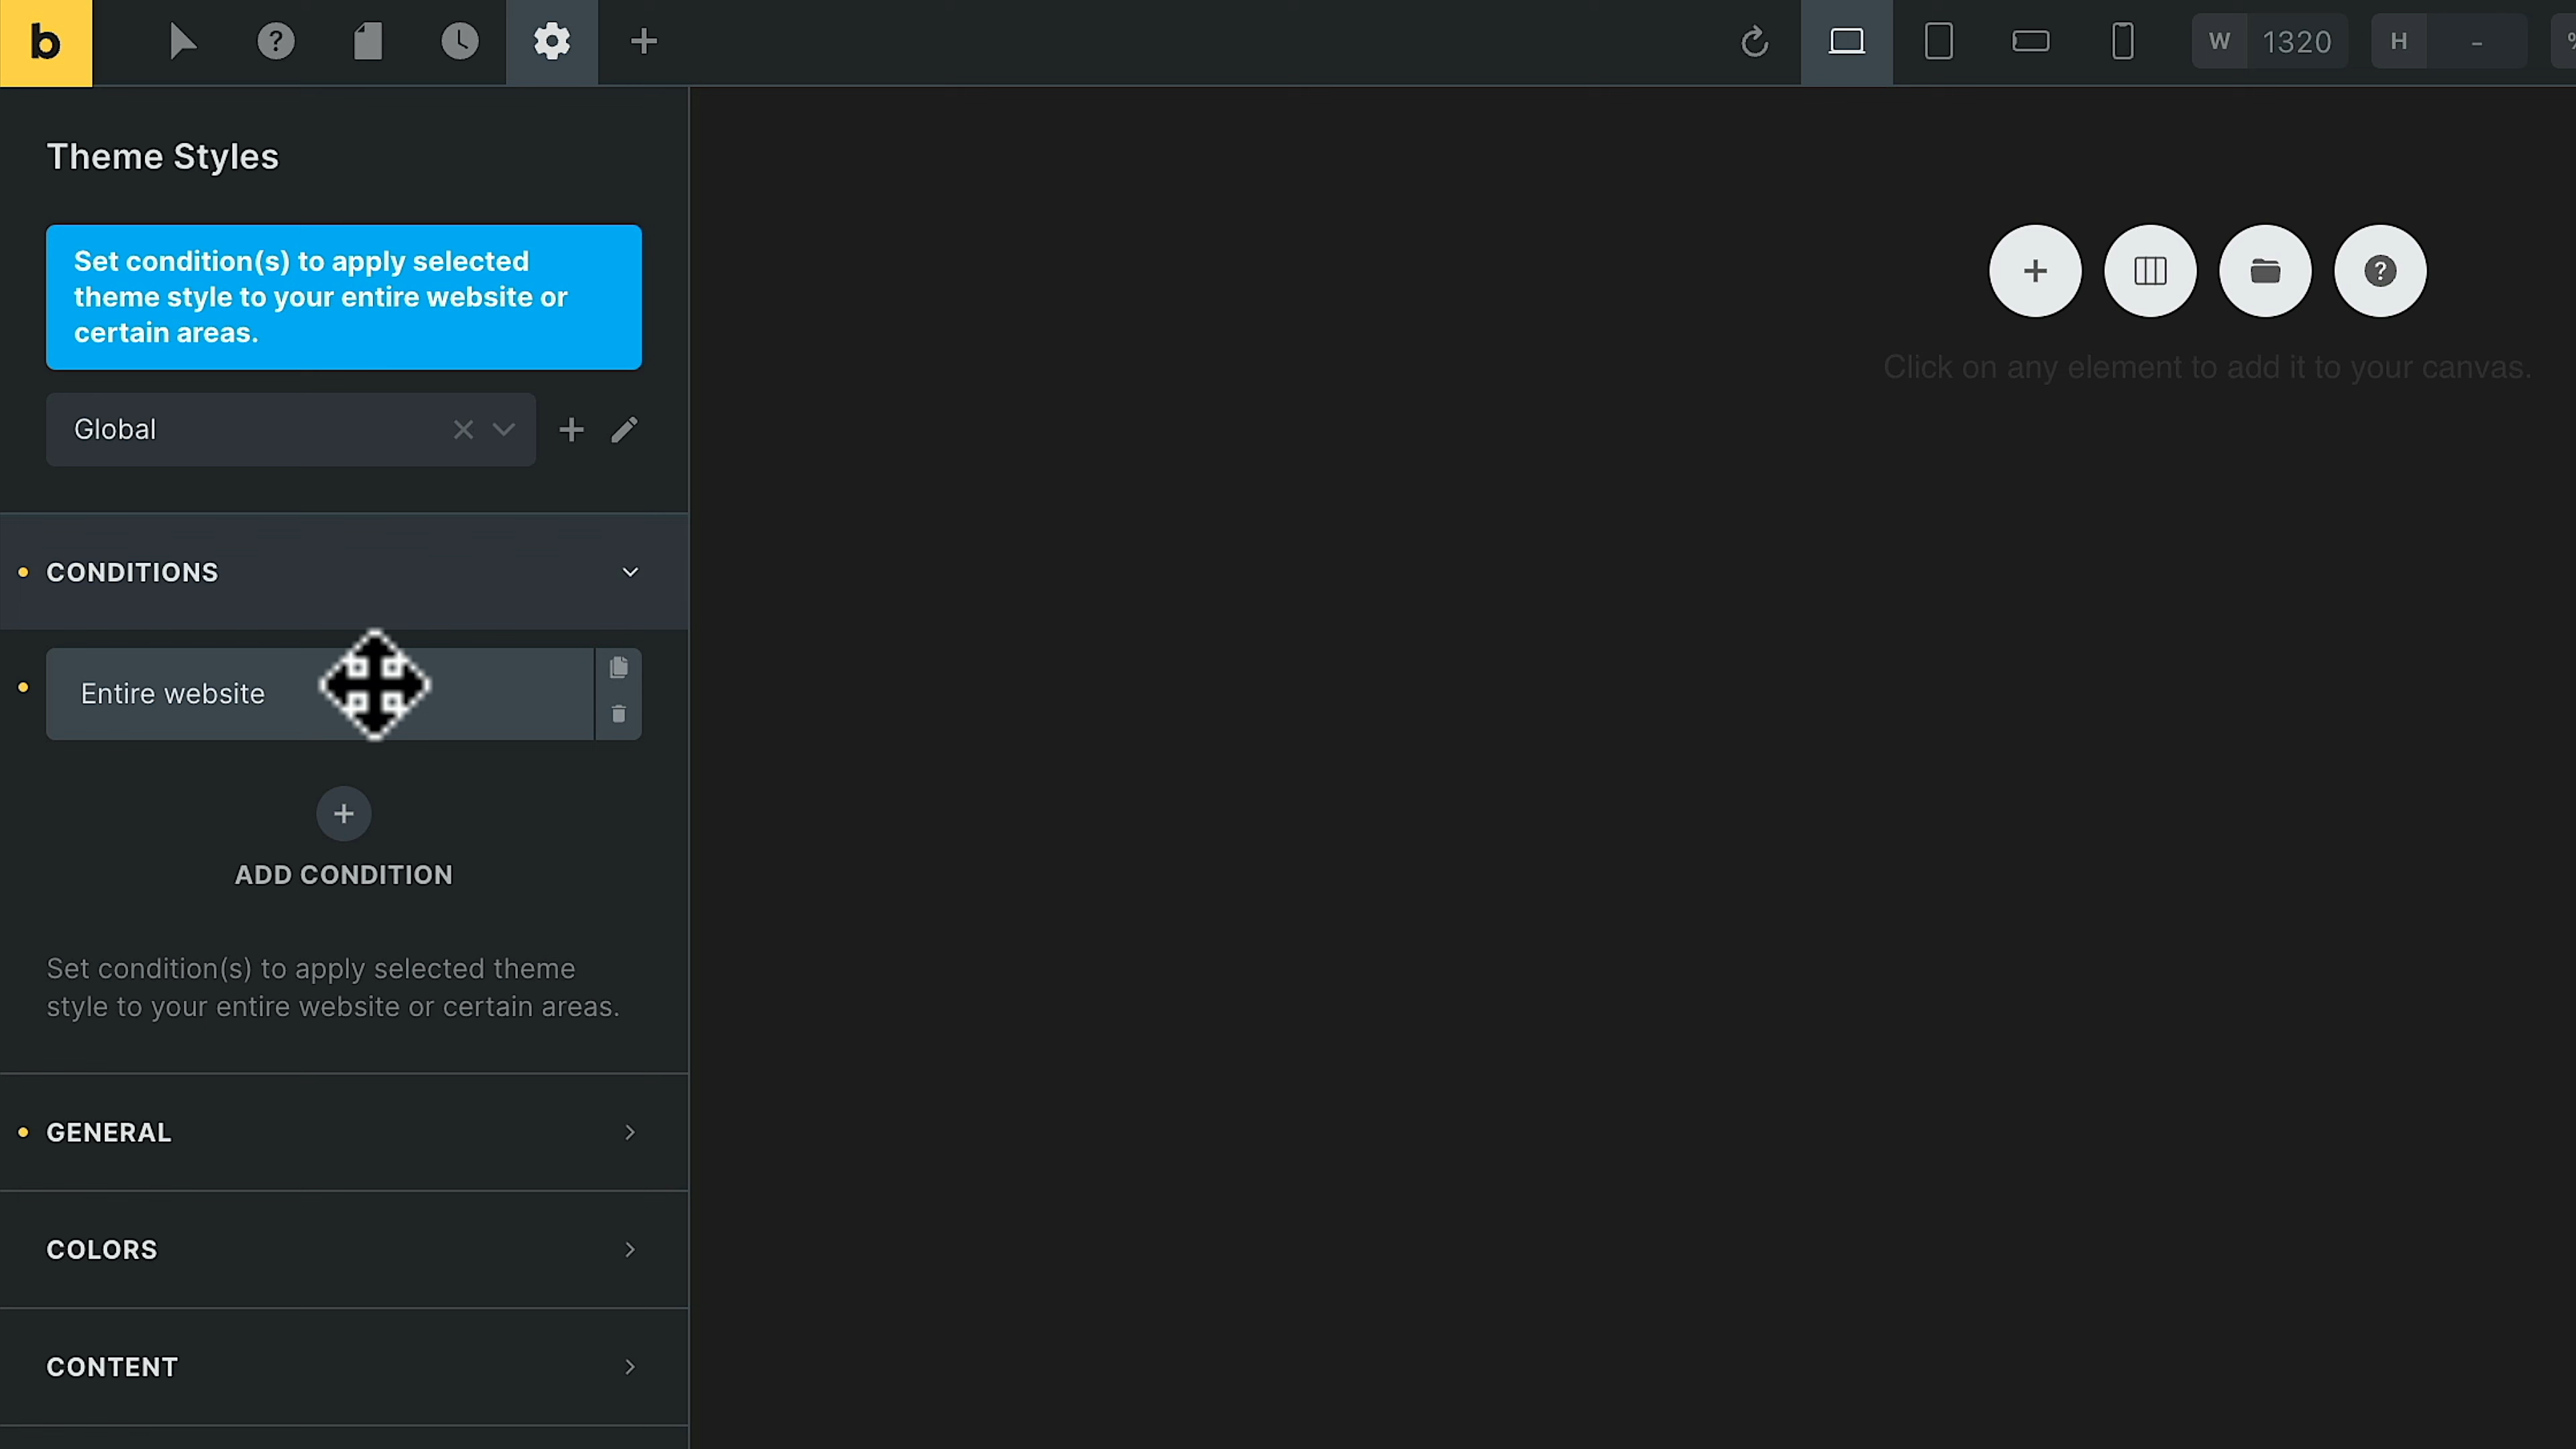 b
W 1320 H -
Theme Styles
Set condition(s) to apply selected
theme style to your entire website or
certain areas.
Global
CONDITIONS
Entire website
ADD CONDITION
Set condition(s) to apply selected theme
style to your entire website or certain areas.
GENERAL
COLORS
CONTENT
Click on any element to add it to your canvas.